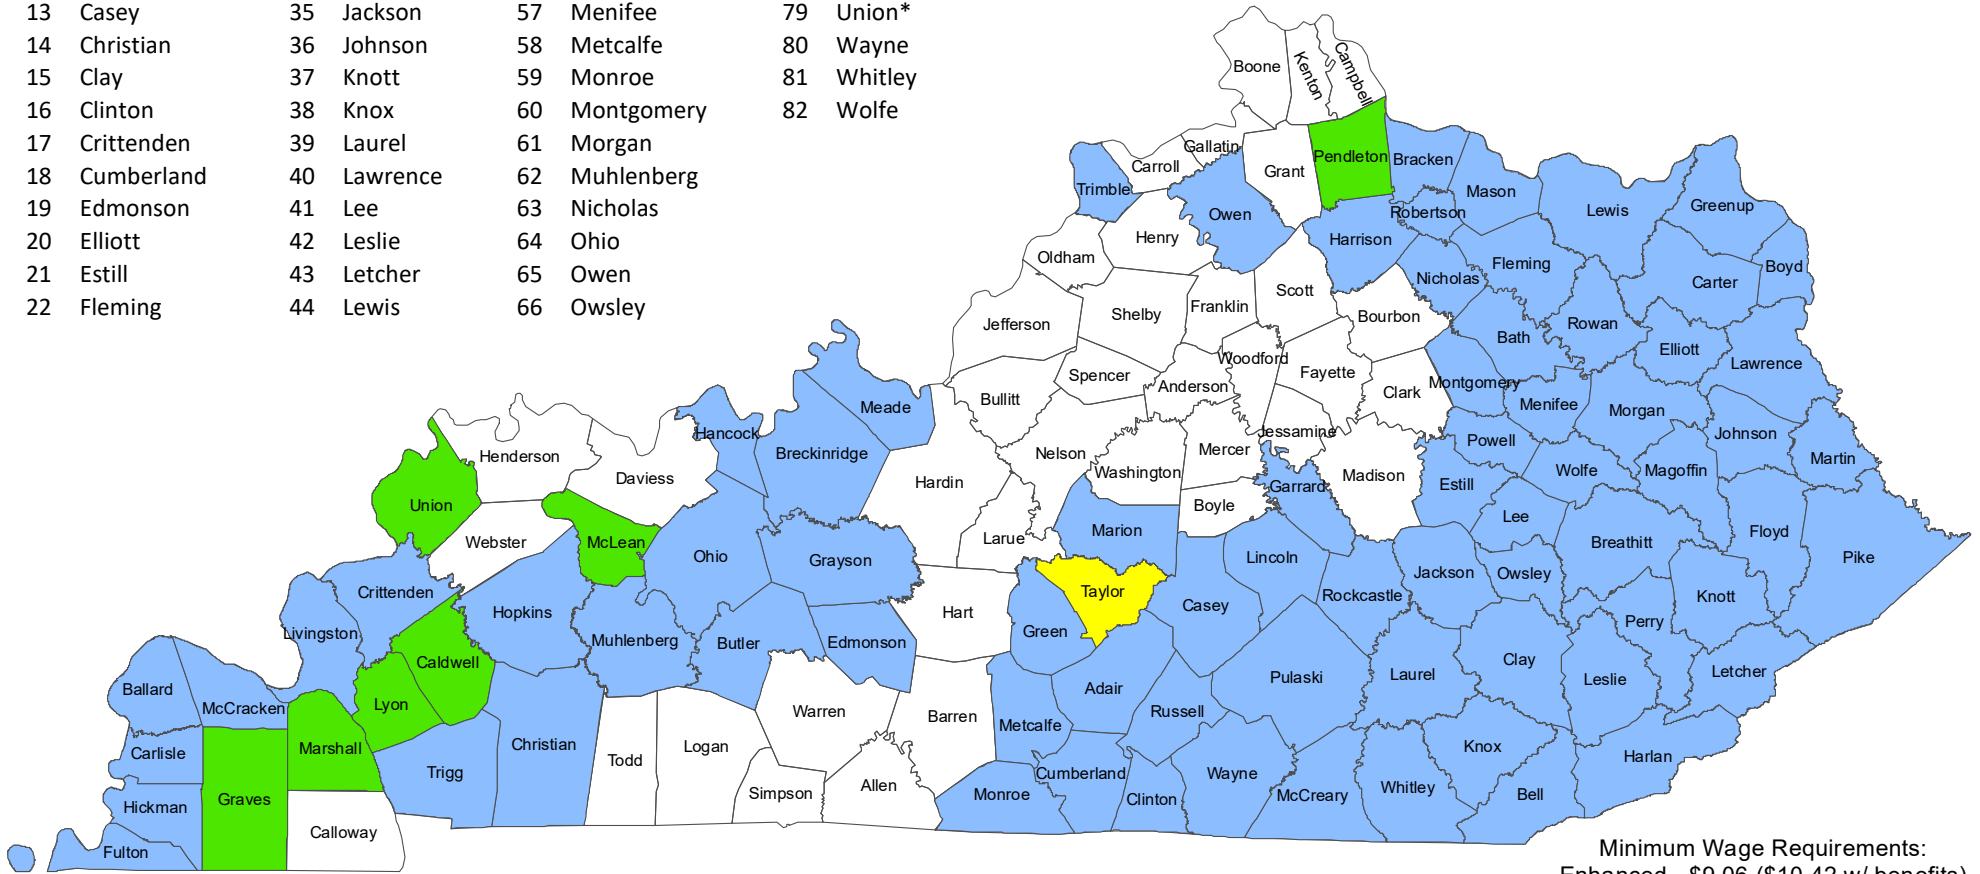 13 Casey 35 Jackson 57 Menifee 79 Union*
14 Christian 36 Johnson 58 Metcalfe 80 Wayne
15 Clay 37 Knott 59 Monroe 81 Whitley
16 Clinton 38 Knox 60 Montgomery 82 Wolfe
17 Crittenden 39 Laurel 61 Morgan
18 Cumberland 40 Lawrence 62 Muhlenberg
19 Edmonson 41 Lee 63 Nicholas
20 Elliott 42 Leslie 64 Ohio
21 Estill 43 Letcher 65 Owen
22 Fleming 44 Lewis 66 Owsley
Boone
Kenton
Campbell
Gallatin
Carroll
Grant
Pendleton
Bracken
Trimble
Mason
Owen
Robertson
Lewis
Greenup
Henry
Harrison
Oldham
Fleming
Nicholas
Boyd
Carter
Scott
Franklin
Shelby
Jefferson
Bourbon
Rowan
Bath
Elliott
Lawrence
Woodford
Fayette
Spencer
Anderson
Clark
Montgomery
Bullitt
Meade
Menifee
Morgan
Hancock
Jessamine
Powell
Johnson
Breckinridge
Nelson
Mercer
Henderson
Daviess
Washington
Madison
Wolfe
Magoffin
Martin
Hardin
Garrard
Estill
Union
Boyle
Lee
Marion
Floyd
Webster
McLean
Larue
Ohio
Grayson
Lincoln
Breathitt
Pike
Jackson
Owsley
Crittenden
Taylor
Rockcastle
Knott
Hopkins
Hart
Casey
Perry
Livingston
Muhlenberg
Butler
Edmonson
Green
Caldwell
Clay
Laurel
Leslie
Letcher
Ballard
Adair
Pulaski
McCracken
Lyon
Warren
Barren
Russell
Metcalfe
Marshall
Christian
Logan
Knox
Carlisle
Todd
Harlan
Trigg
Cumberland
Wayne
Graves
Simpson
Allen
Monroe
Clinton
McCreary
Whitley
Bell
Hickman
Calloway
Fulton
Minimum Wage Requirements:
Enhanced - $9.06 ($10.42 w/ benefits)